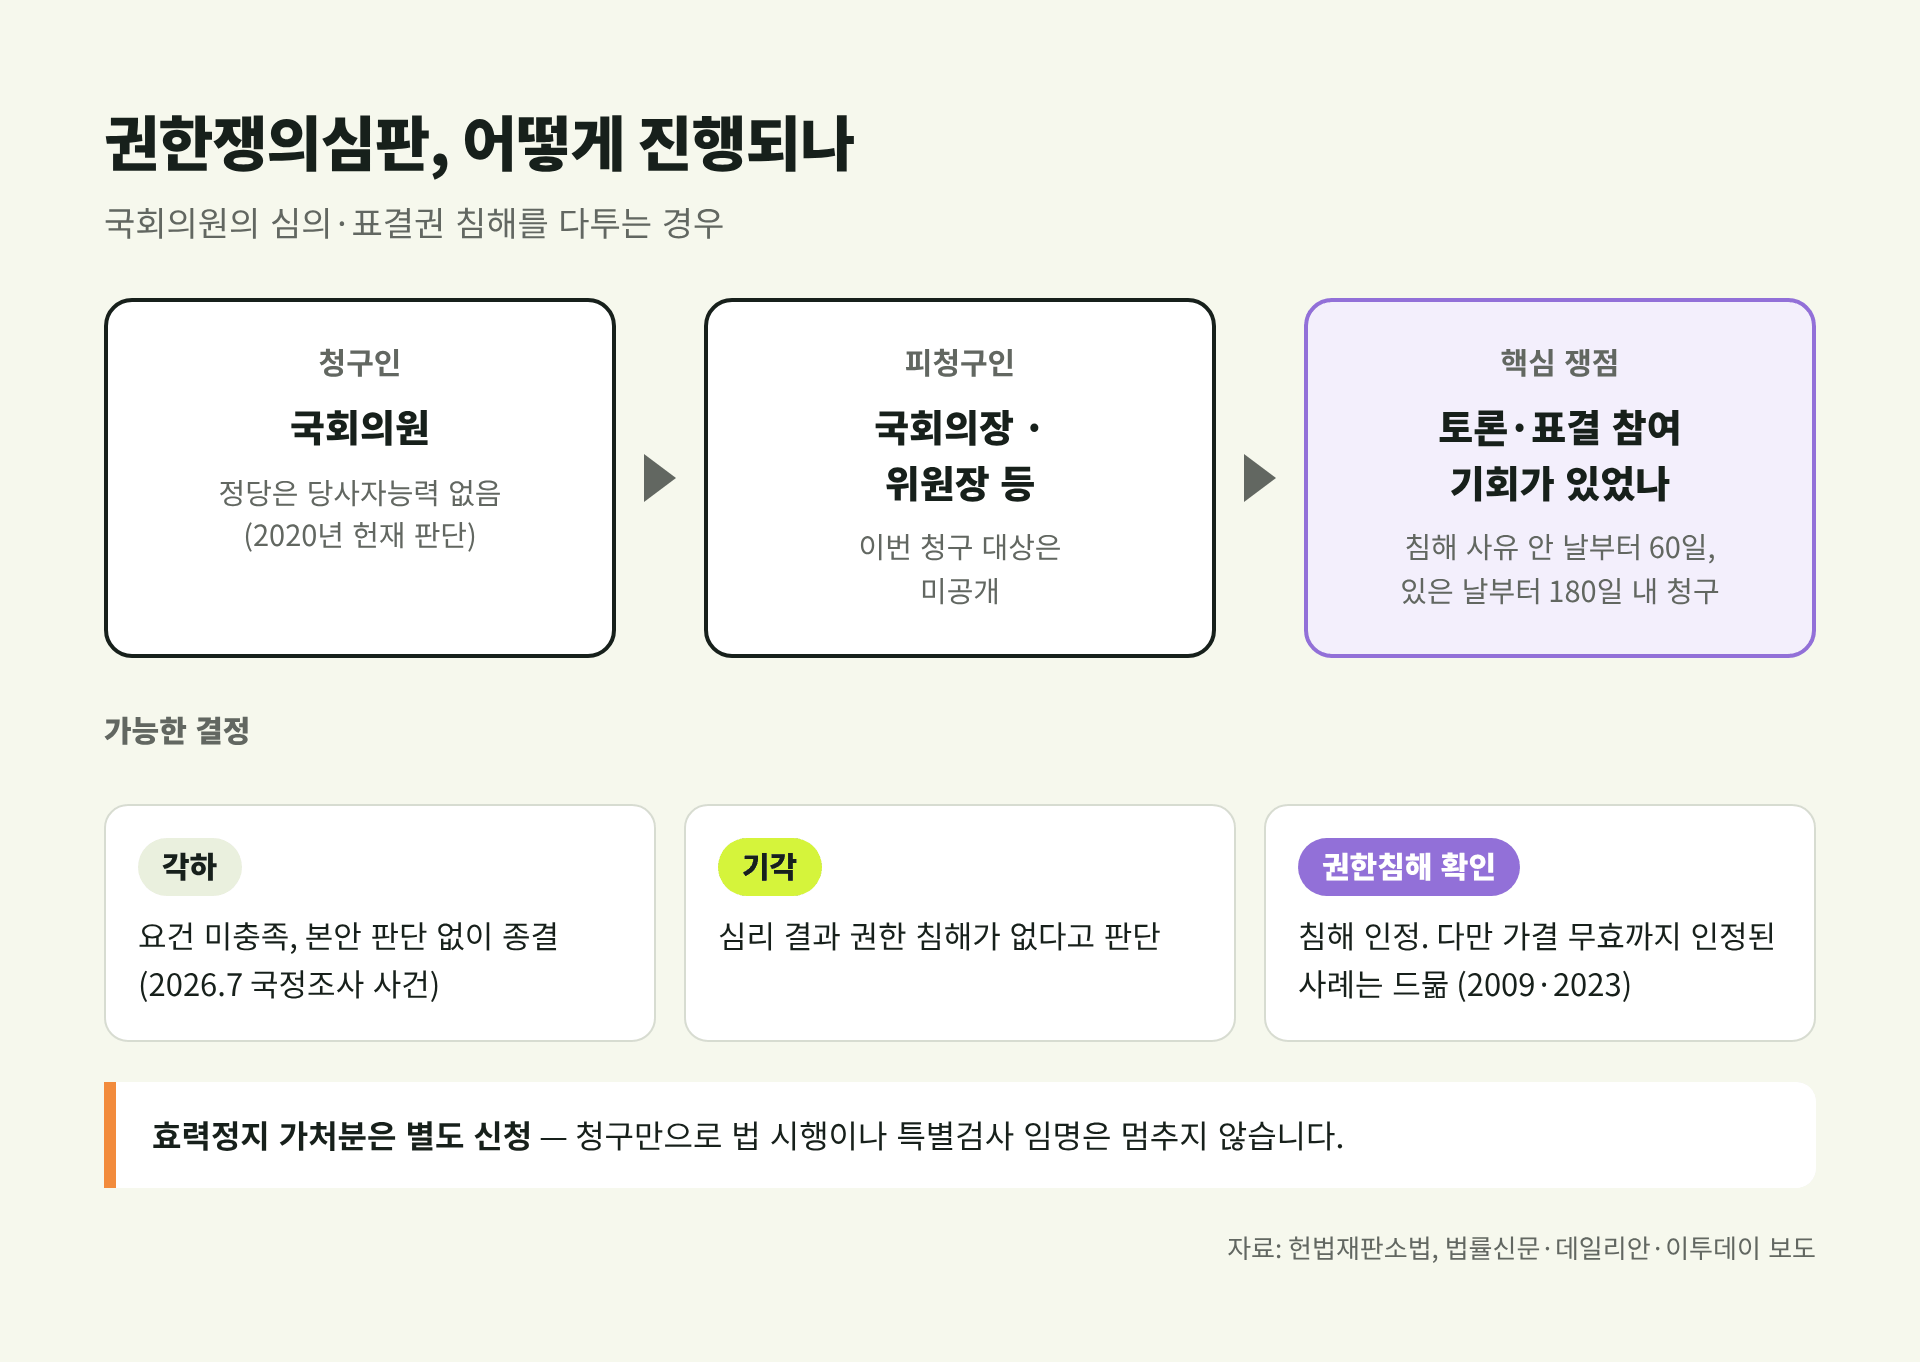 권한쟁의심판, 어떻게 진행되나
국회의원의 심의·표결권 침해를 다투는 경우
청구인
국회의원
정당은 당사자능력 없음
(2020년 헌재 판단)
피청구인
국회의장 ·
위원장 등
이번 청구 대상은
미공개
핵심 쟁점
토론·표결 참여
기회가 있었나
침해 사유 안 날부터 60일,
있은 날부터 180일 내 청구
가능한 결정
각하
요건 미충족, 본안 판단 없이 종결
(2026.7 국정조사 사건)
기각
심리 결과 권한 침해가 없다고 판단
권한침해 확인
침해 인정. 다만 가결 무효까지 인정된
사례는 드묾 (2009·2023)
효력정지 가처분은 별도 신청 — 청구만으로 법 시행이나 특별검사 임명은 멈추지 않습니다.
자료: 헌법재판소법, 법률신문·데일리안·이투데이 보도